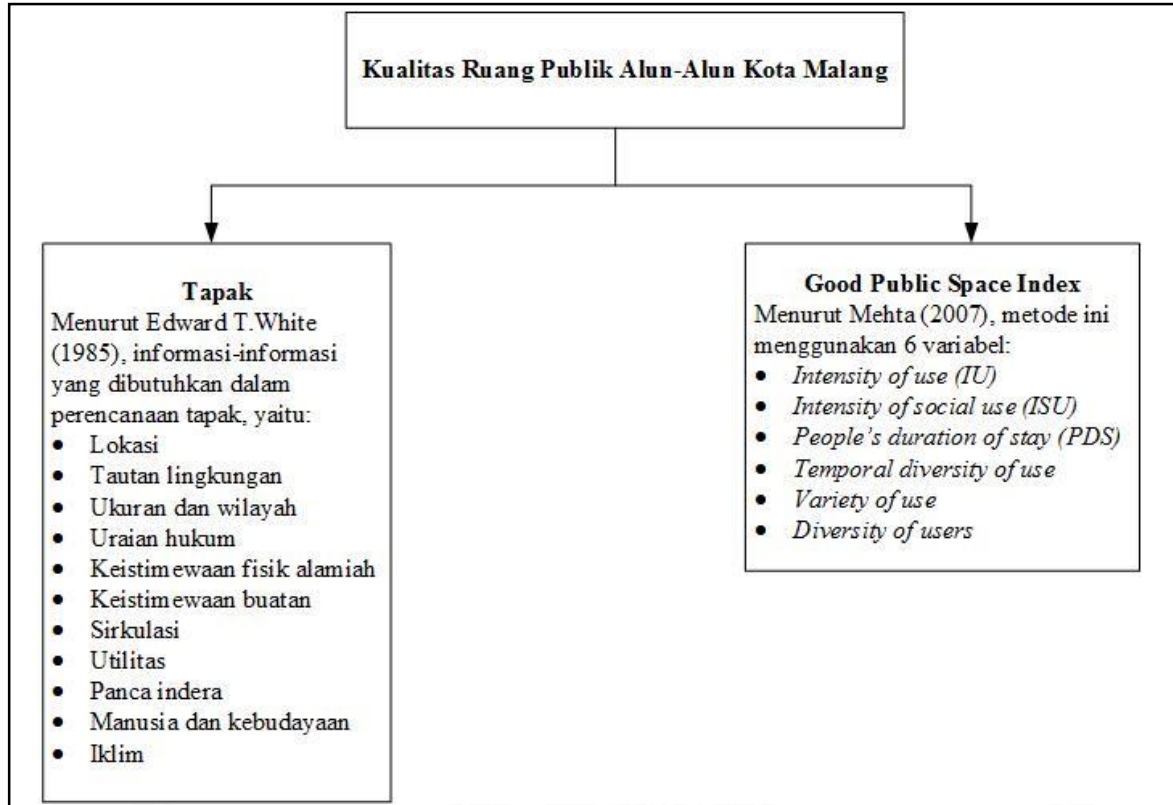 Kualitas Ruang Publik Alun-Alun Kota Malang
Tapak
Menurut Edward T.White
(1985), informasi-informasi
yang dibutuhkan dalam
perencanaan tapak, yaitu:
• Lokasi
• Tautan lingkungan
• Ukuran dan wilayah
• Uraian hukum
• Keistimewaan fisik alamiah
• Keistimewaan buatan
• Sirkulasi
• Utilitas
• Panca indera
• Manusia dan kebudayaan
• Iklim
Good Public Space Index
Menurut Mehta (2007), metode ini
menggunakan 6 variabel:
• Intensity of use (IU)
• Intensity of social use (ISU)
• People’s duration of stay (PDS)
• Temporal diversity of use
• Variety of use
• Diversity of users